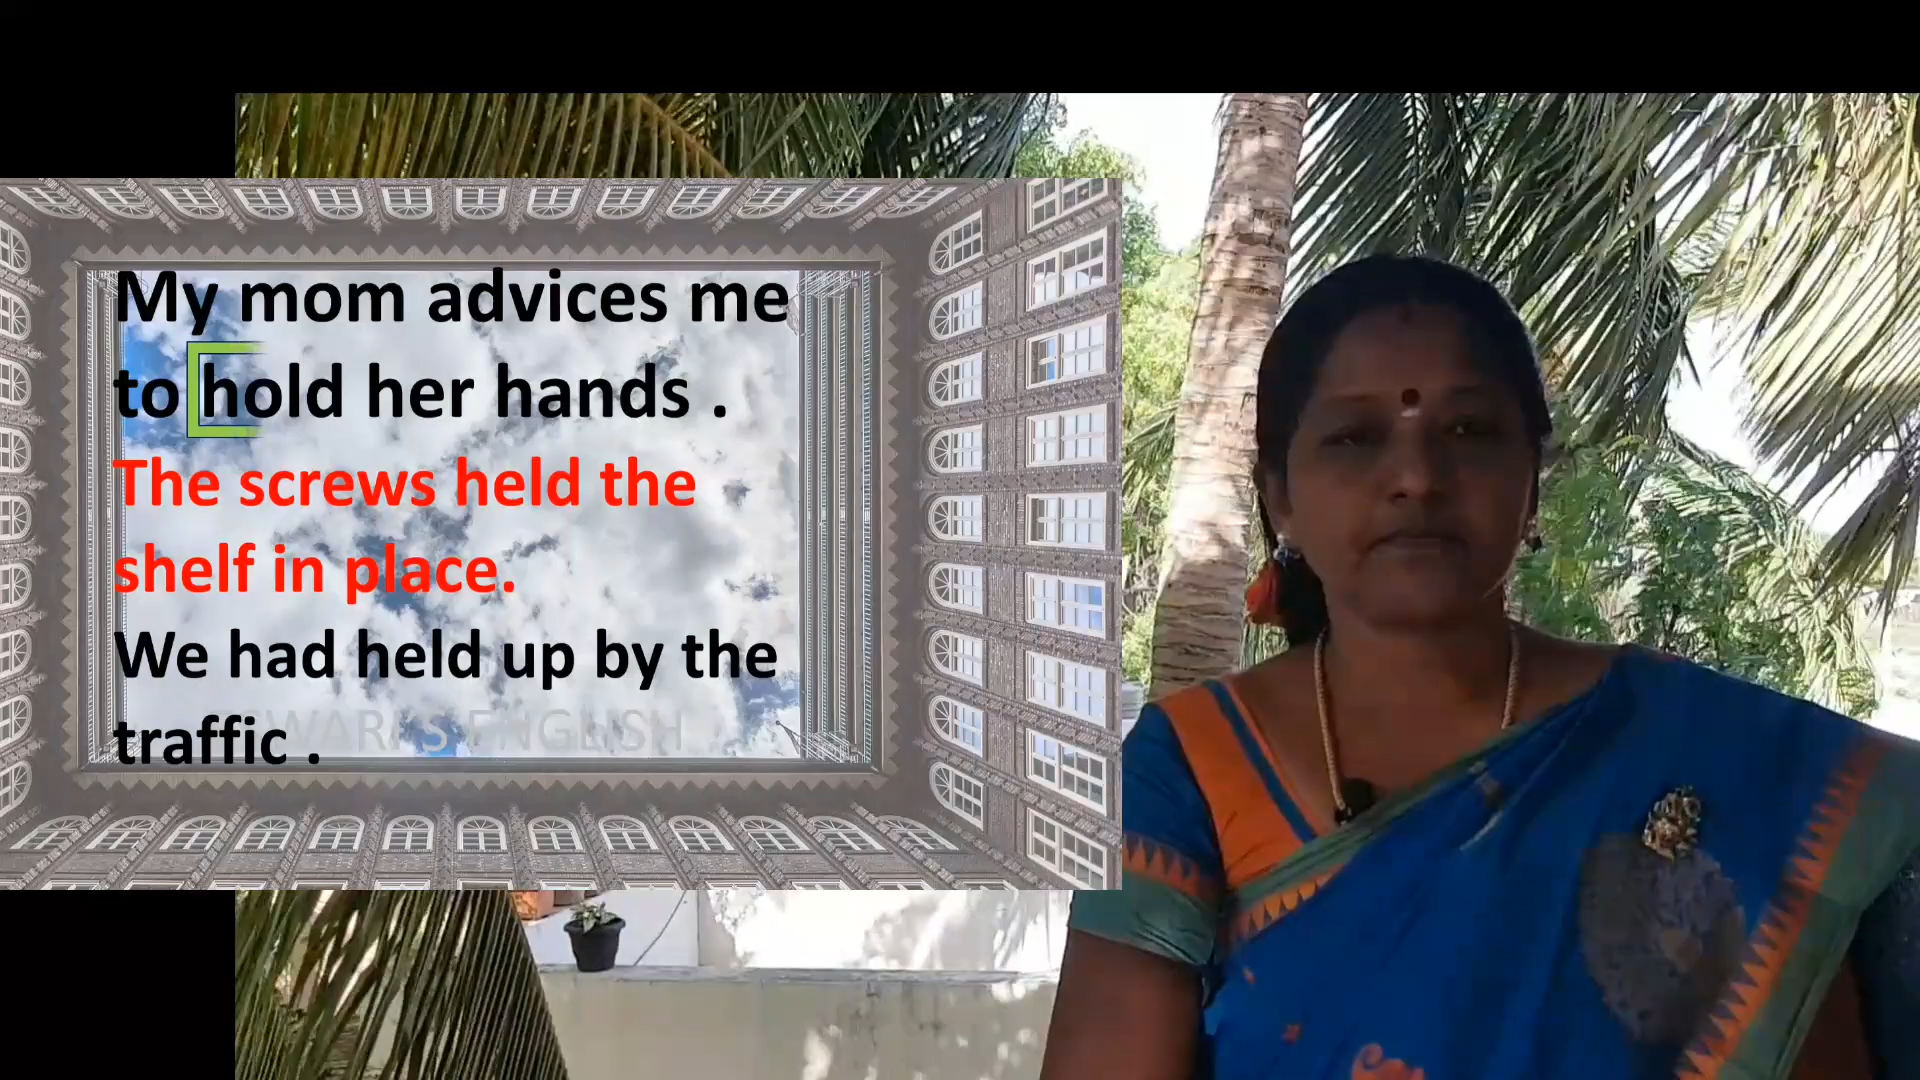 My mom advices me
to hold her hands .
The screws held the
shelf in place.
We had held up by the
traffic .
ENGLISH